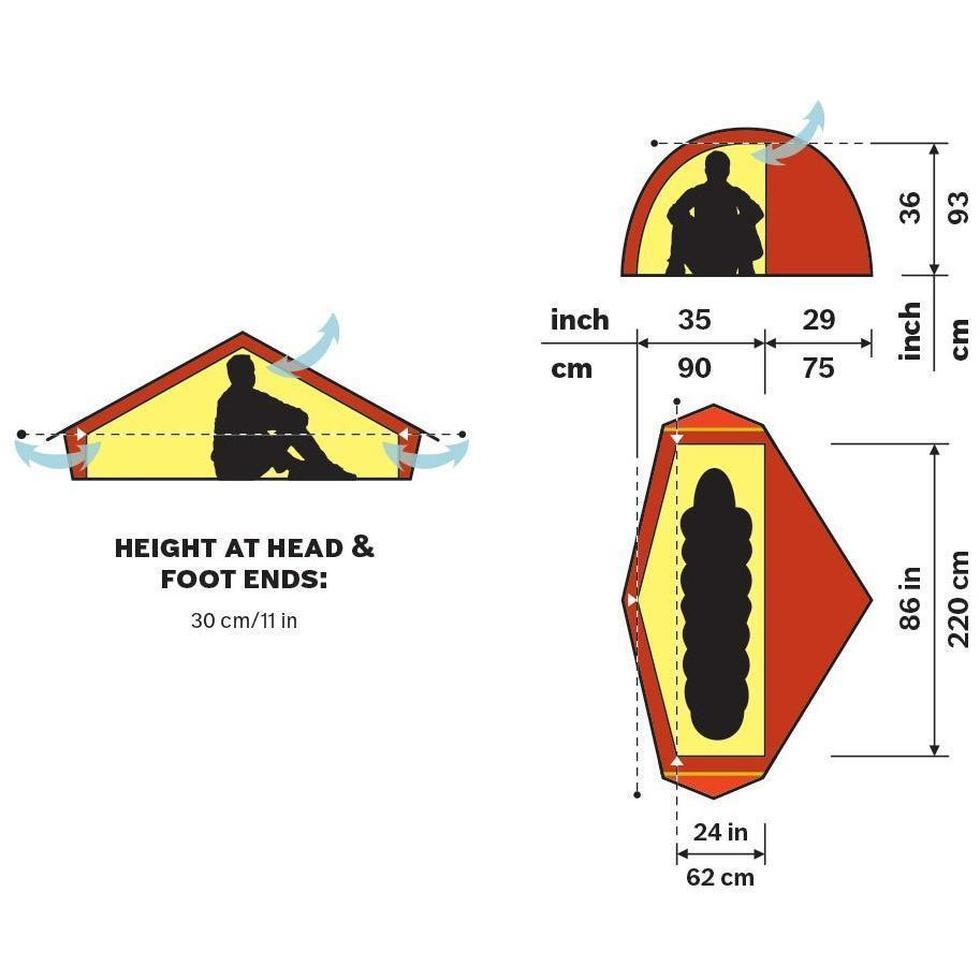 36
93
inch
35
29
cm
90
75
inch
cm
HEIGHT AT HEAD &
FOOT ENDS:
30 cm/11 in
86 in
220 cm
24 in
62 cm